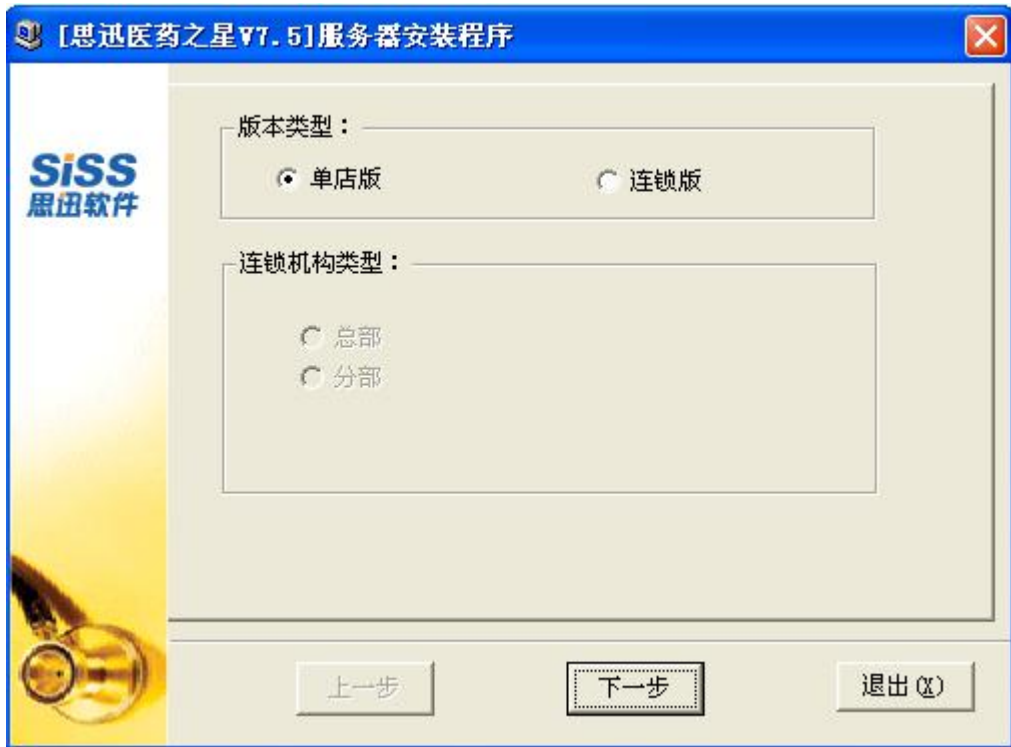 [思迅医药之星V7.5]服务器安装程序
SiSS
思迅软件
版本类型：
单店版 连锁版
连锁机构类型：
总部
分部
上一步 下一步 退出(X)